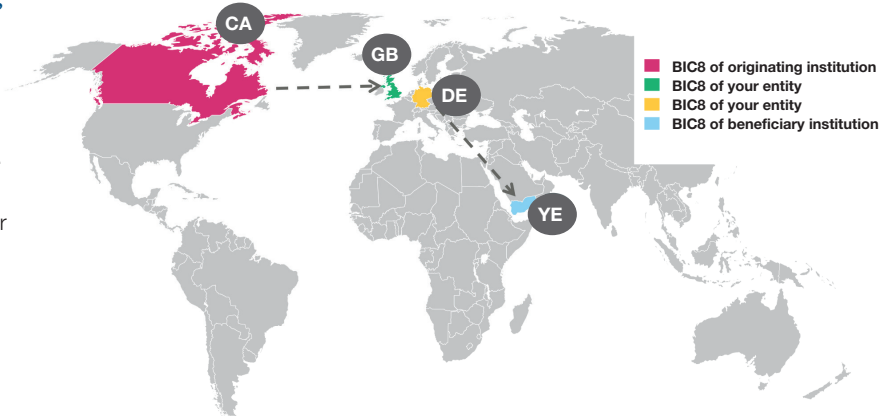 CA
GB
DE
YE
BIC8 of originating institution
BIC8 of your entity
BIC8 of your entity
BIC8 of beneficiary institution